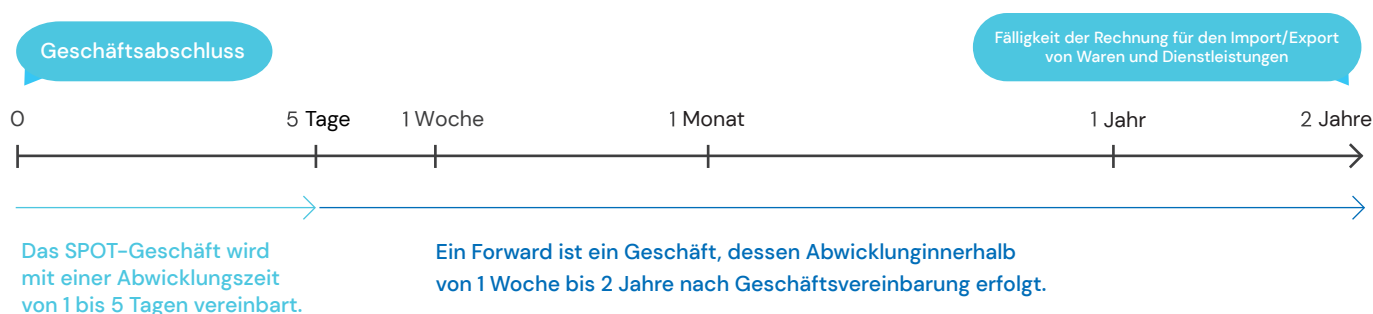 Geschäftsabschluss
Fälligkeit der Rechnung für den Import/Export
von Waren und Dienstleistungen
0 5 Tage 1 Woche 1 Monat 1 Jahr 2 Jahre
Das SPOT-Geschäft wird
mit einer Abwicklungszeit
von 1 bis 5 Tagen vereinbart.
Ein Forward ist ein Geschäft, dessen Abwicklunginnerhalb
von 1 Woche bis 2 Jahre nach Geschäftsvereinbarung erfolgt.